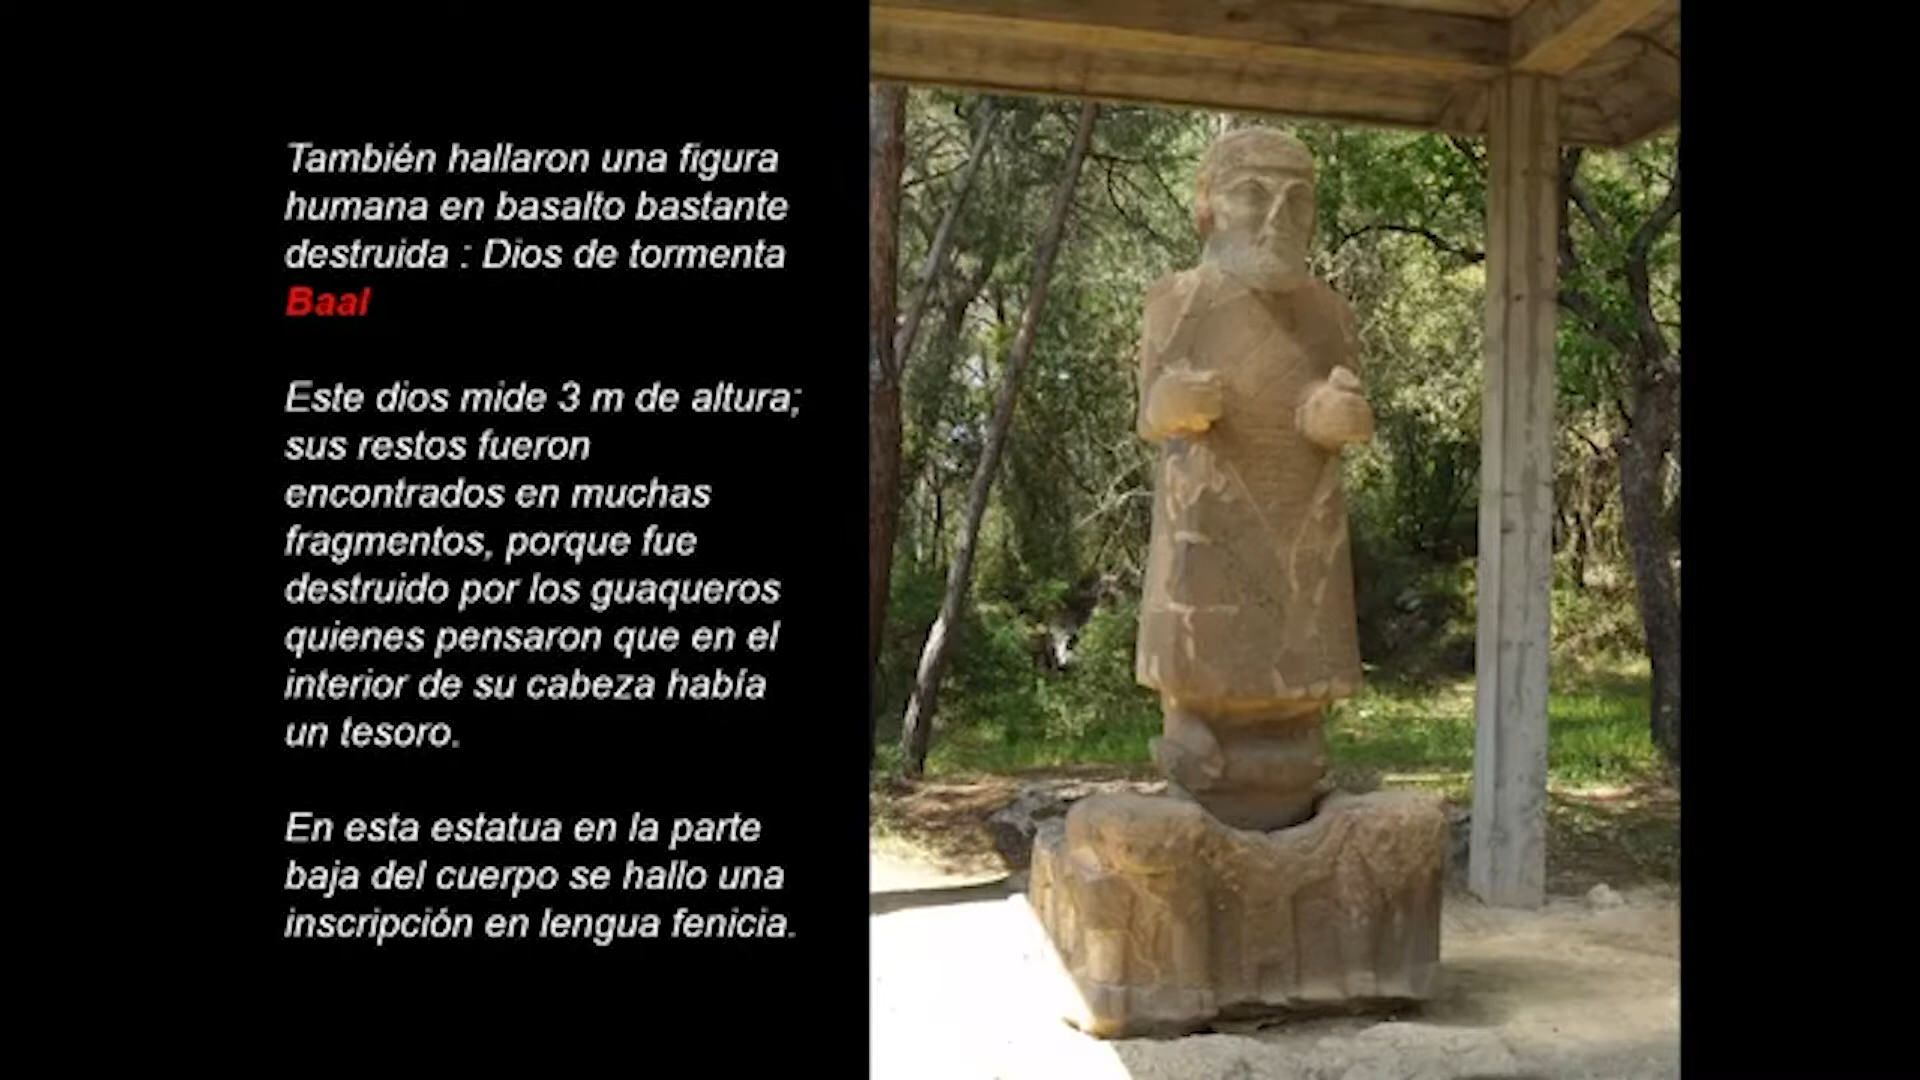 También hallaron una figura
humana en basalto bastante
destruida : Dios de tormenta
Baal
Este dios mide 3 m de altura;
sus restos fueron
encontrados en muchas
fragmentos, porque fue
destruido por los guaqueros
quienes pensaron que en el
interior de su cabeza había
un tesoro.
En esta estatua en la parte
baja del cuerpo se hallo una
inscripción en lengua fenicia.